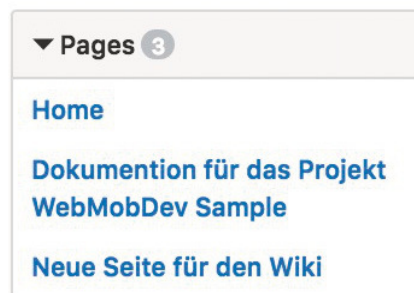 Pages 3
Home
Dokumention für das Projekt
WebMobDev Sample
Neue Seite für den Wiki